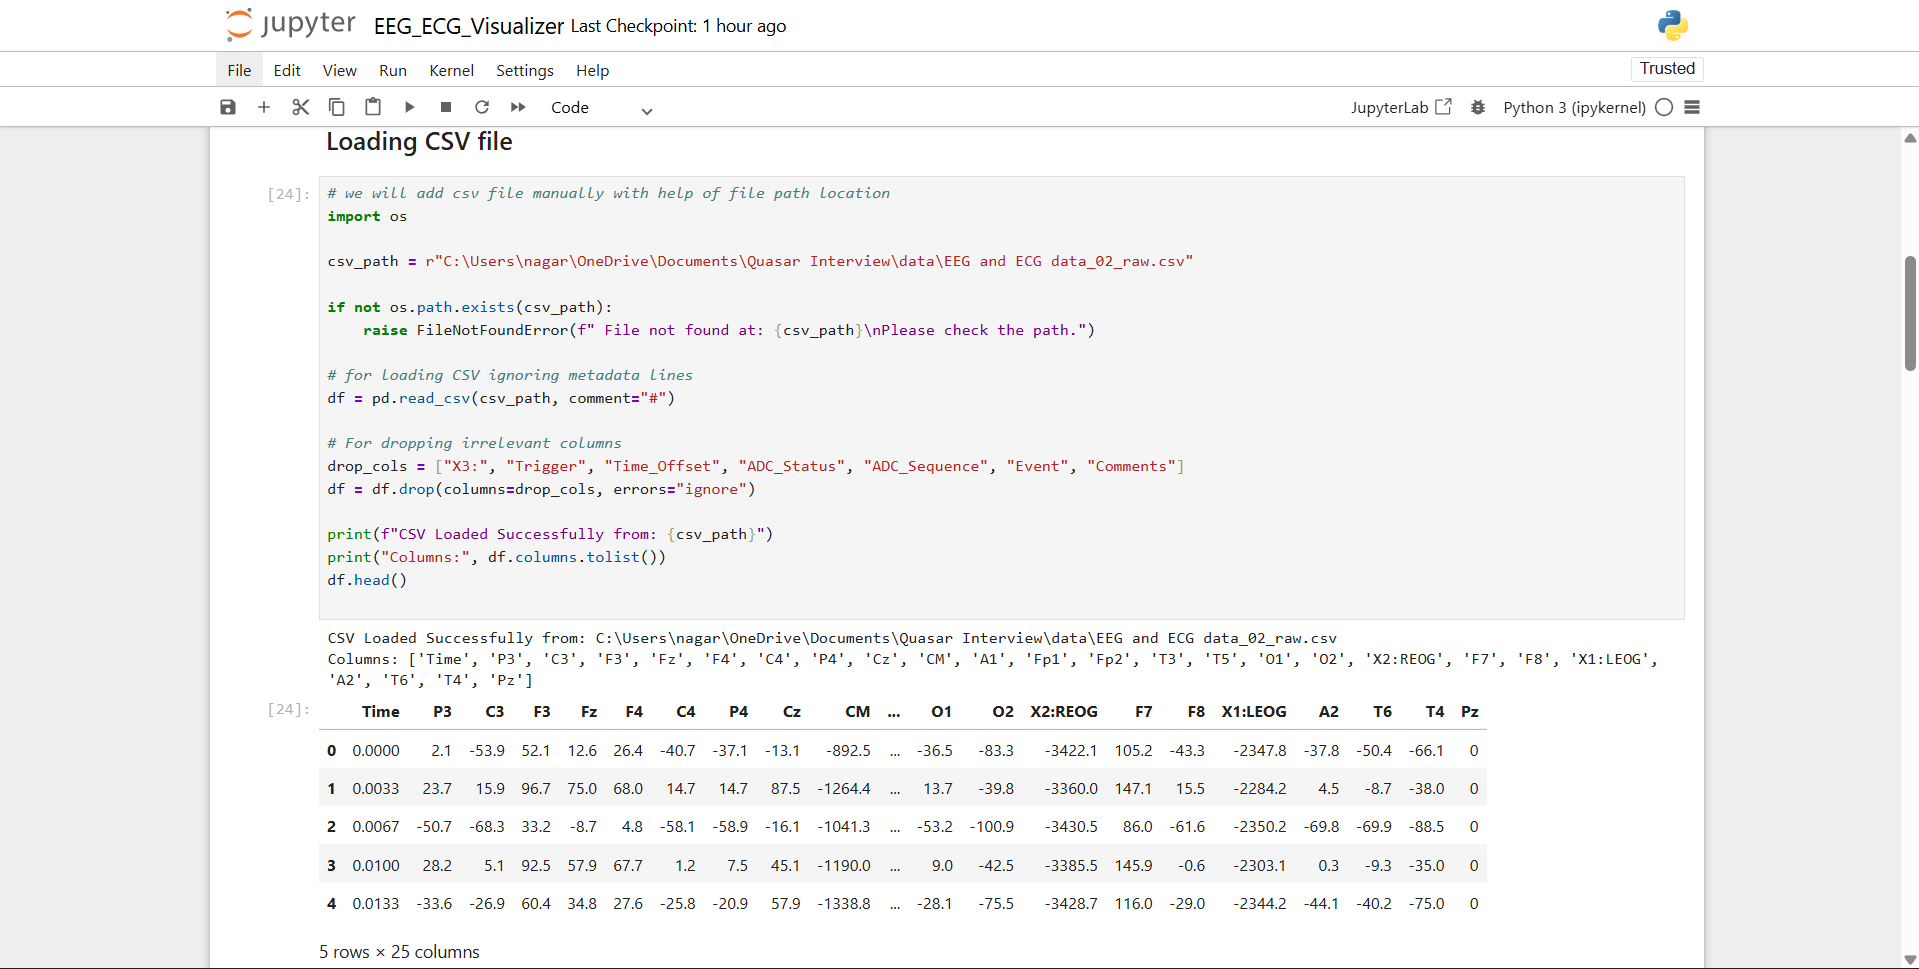 jupyter EEG_ECG_Visualizer Last Checkpoint: 1 hour ago
File Edit View Run Kernel Settings Help Trusted
Code JupyterLab Python 3 (ipykernel)
Loading CSV file
[24]:
# we will add csv file manually with help of file path location
import os
csv_path = r"C:\Users\nagar\OneDrive\Documents\Quasar Interview\data\EEG and ECG data_02_raw.csv"
if not os.path.exists(csv_path):
    raise FileNotFoundError(f" File not found at: {csv_path}\nPlease check the path.")
# for loading CSV ignoring metadata lines
df = pd.read_csv(csv_path, comment="#")
# For dropping irrelevant columns
drop_cols = ["X3:", "Trigger", "Time_Offset", "ADC_Status", "ADC_Sequence", "Event", "Comments"]
df = df.drop(columns=drop_cols, errors="ignore")
print(f"CSV Loaded Successfully from: {csv_path}")
print("Columns:", df.columns.tolist())
df.head()
CSV Loaded Successfully from: C:\Users\nagar\OneDrive\Documents\Quasar Interview\data\EEG and ECG data_02_raw.csv
Columns: ['Time', 'P3', 'C3', 'F3', 'Fz', 'F4', 'C4', 'P4', 'Cz', 'CM', 'A1', 'Fp1', 'Fp2', 'T3', 'T5', 'O1', 'O2', 'X2:REOG', 'F7', 'F8', 'X1:LEOG',
'A2', 'T6', 'T4', 'Pz']
[24]:
Time P3 C3 F3 Fz F4 C4 P4 Cz CM ... O1 O2 X2:REOG F7 F8 X1:LEOG A2 T6 T4 Pz
0 0.0000 2.1 -53.9 52.1 12.6 26.4 -40.7 -37.1 -13.1 -892.5 ... -36.5 -83.3 -3422.1 105.2 -43.3 -2347.8 -37.8 -50.4 -66.1 0
1 0.0033 23.7 15.9 96.7 75.0 68.0 14.7 14.7 87.5 -1264.4 ... 13.7 -39.8 -3360.0 147.1 15.5 -2284.2 4.5 -8.7 -38.0 0
2 0.0067 -50.7 -68.3 33.2 -8.7 4.8 -58.1 -58.9 -16.1 -1041.3 ... -53.2 -100.9 -3430.5 86.0 -61.6 -2350.2 -69.8 -69.9 -88.5 0
3 0.0100 28.2 5.1 92.5 57.9 67.7 1.2 7.5 45.1 -1190.0 ... 9.0 -42.5 -3385.5 145.9 -0.6 -2303.1 0.3 -9.3 -35.0 0
4 0.0133 -33.6 -26.9 60.4 34.8 27.6 -25.8 -20.9 57.9 -1338.8 ... -28.1 -75.5 -3428.7 116.0 -29.0 -2344.2 -44.1 -40.2 -75.0 0
5 rows × 25 columns